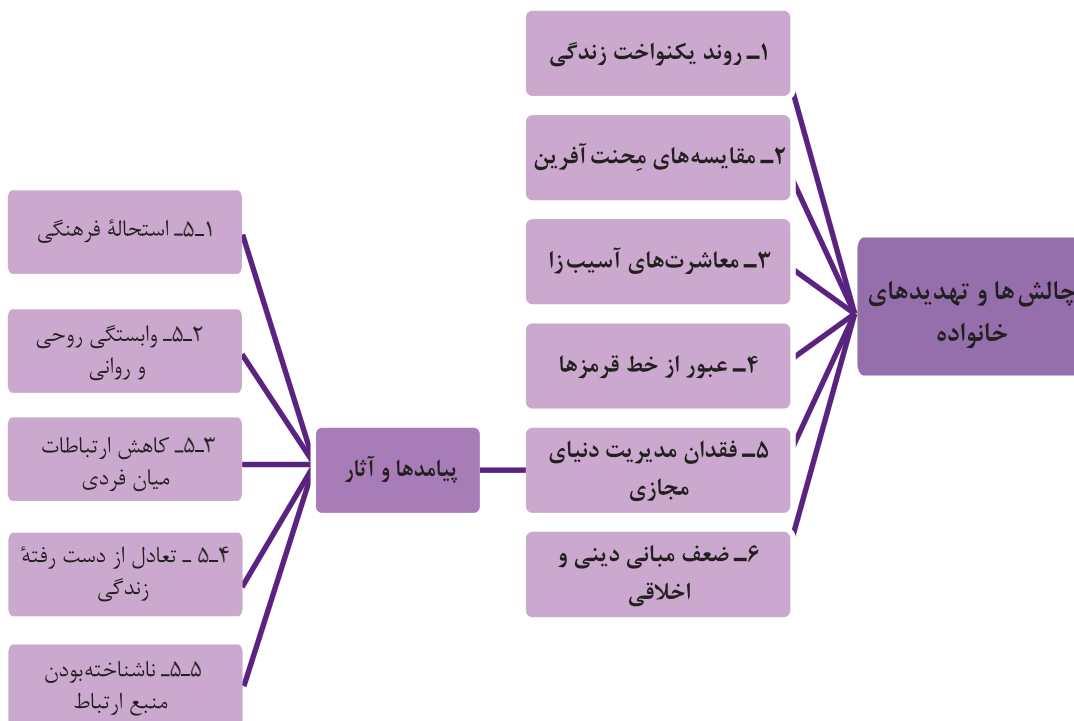 چالش‌ها و تهدیدهای
خانواده
۱ـ روند یکنواخت زندگی
۲ـ مقایسه‌های مِحنت آفرین
۳ـ معاشرت‌های آسیب‌زا
۴ـ عبور از خط قرمزها
۵ـ فقدان مدیریت دنیای
مجازی
۶ـ ضعف مبانی دینی و
اخلاقی
پیامدها و آثار
۱ـ۵ـ استحالهٔ فرهنگی
۲ـ۵ـ وابستگی روحی
و روانی
۳ـ۵ـ کاهش ارتباطات
میان فردی
۴ـ۵ ـ تعادل از دست رفتهٔ
زندگی
۵ـ۵ـ ناشناخته‌بودن
منبع ارتباط